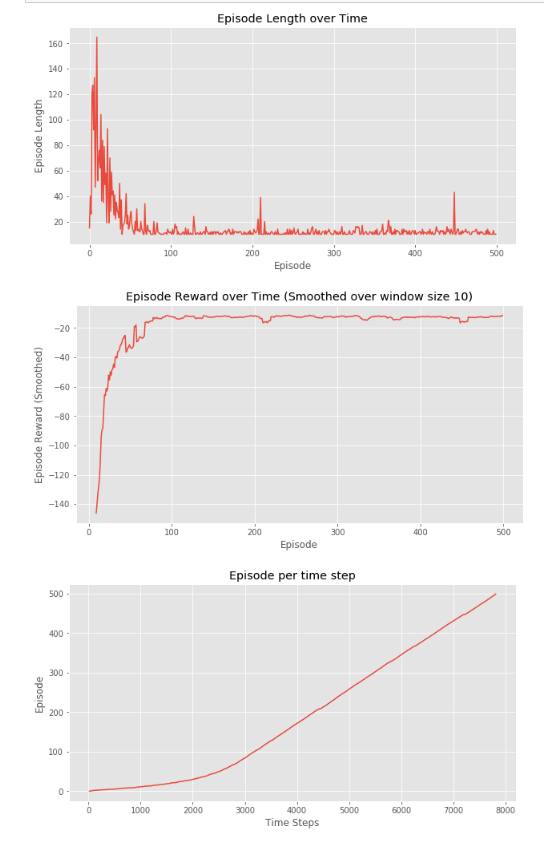 Episode Length over Time
160
140
120
100
80
60
40
20
Episode Length
0 100 200 300 400 500
Episode
Episode Reward over Time (Smoothed over window size 10)
−20
−40
−60
−80
−100
−120
−140
Episode Reward (Smoothed)
0 100 200 300 400 500
Episode
Episode per time step
500
400
300
200
100
0
Episode
0 1000 2000 3000 4000 5000 6000 7000 8000
Time Steps